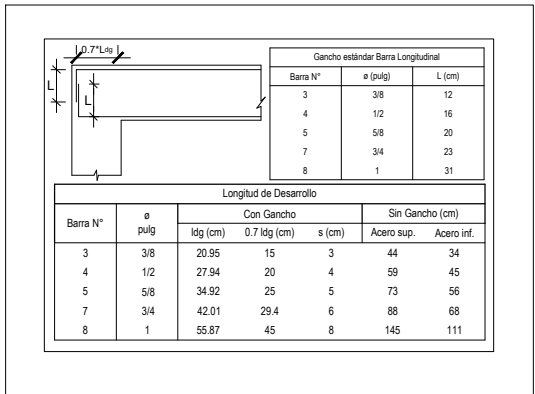 0.7*Ldg
L
L
Gancho estándar Barra Longitudinal
Barra N° ø (pulg) L (cm)
3 3/8 12
4 1/2 16
5 5/8 20
7 3/4 23
8 1 31
Longitud de Desarrollo
Barra N° ø pulg Con Gancho Sin Gancho (cm)
ldg (cm) 0.7 ldg (cm) s (cm) Acero sup. Acero inf.
3 3/8 20.95 15 3 44 34
4 1/2 27.94 20 4 59 45
5 5/8 34.92 25 5 73 56
7 3/4 42.01 29.4 6 88 68
8 1 55.87 45 8 145 111